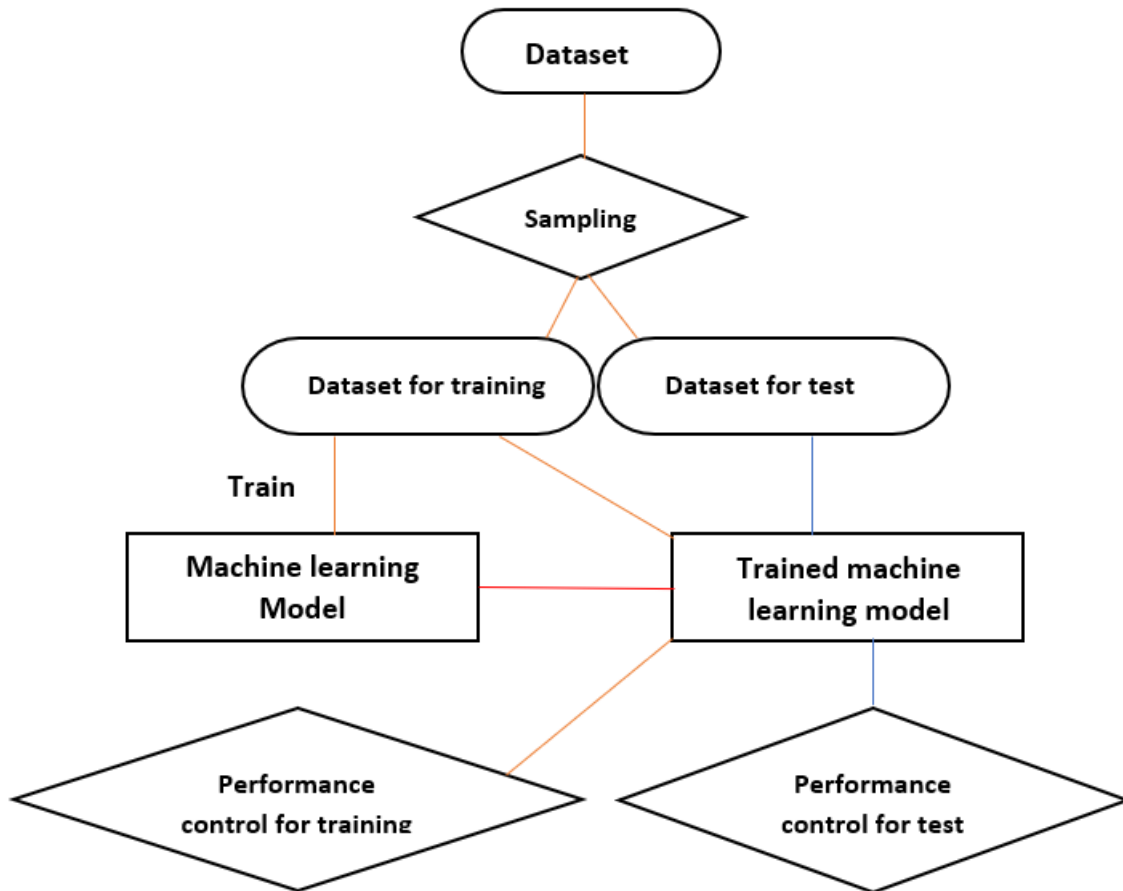 Dataset
Sampling
Dataset for training
Dataset for test
Train
Machine learning
Model
Trained machine
learning model
Performance
control for training
Performance
control for test